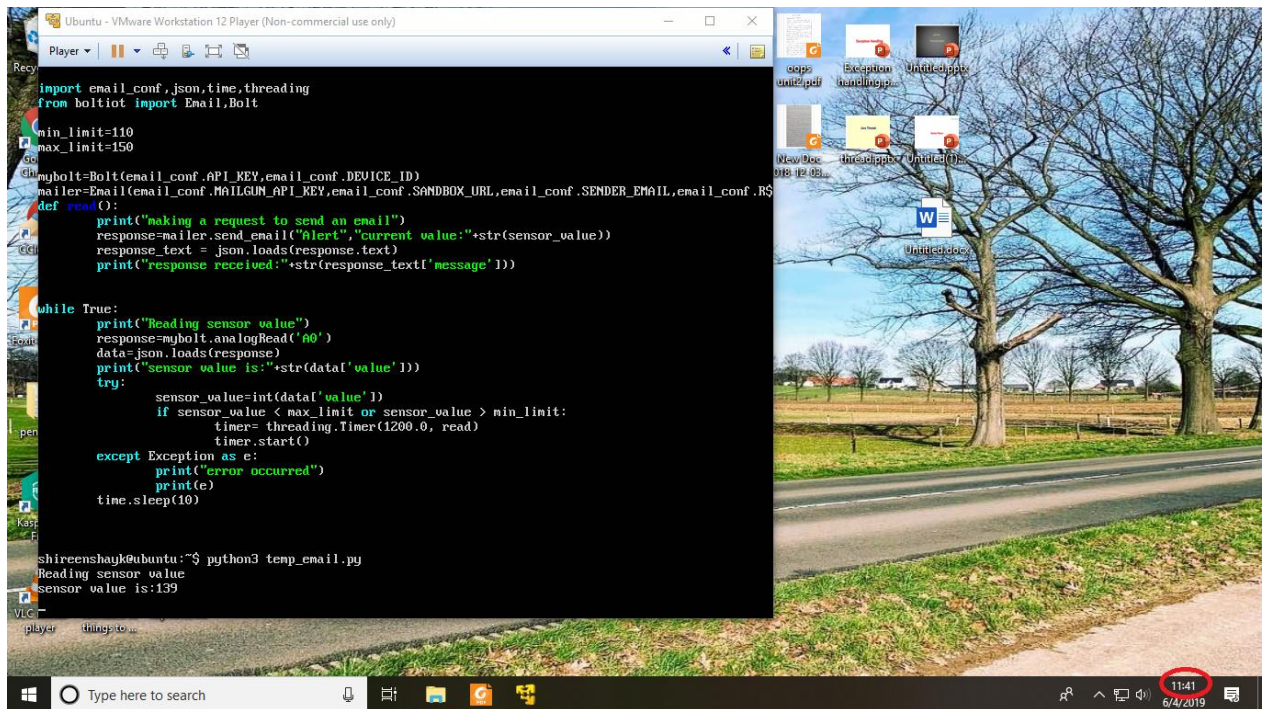 Ubuntu - VMware Workstation 12 Player (Non-commercial use only)
Player
import email_conf,json,time,threading
from boltiot import Email,Bolt
min_limit=110
max_limit=150
mybolt=Bolt(email_conf.API_KEY,email_conf.DEVICE_ID)
mailer=Email(email_conf.MAILGUN_API_KEY,email_conf.SANDBOX_URL,email_conf.SENDER_EMAIL,email_conf.R$
def read():
print("making a request to send an email")
response=mailer.send_email("Alert","current value:"+str(sensor_value))
response_text = json.loads(response.text)
print("response received:"+str(response_text['message']))
while True:
print("Reading sensor value")
response=mybolt.analogRead('A0')
data=json.loads(response)
print("sensor value is:"+str(data['value']))
try:
sensor_value=int(data['value'])
if sensor_value < max_limit or sensor_value > min_limit:
timer= threading.Timer(1200.0, read)
timer.start()
except Exception as e:
print("error occurred")
print(e)
time.sleep(10)
shireenshayk@ubuntu:~$ python3 temp_email.py
Reading sensor value
sensor value is:139
Recy
pen
Kasp
VLC
player
things to ...
oops
unit2.pdf
Exception
handling.p...
Untitled.pptx
New Doc
018-12-03...
thread.pptx
Untitled(1)...
Untitled.docx
Type here to search
11:41
6/4/2019